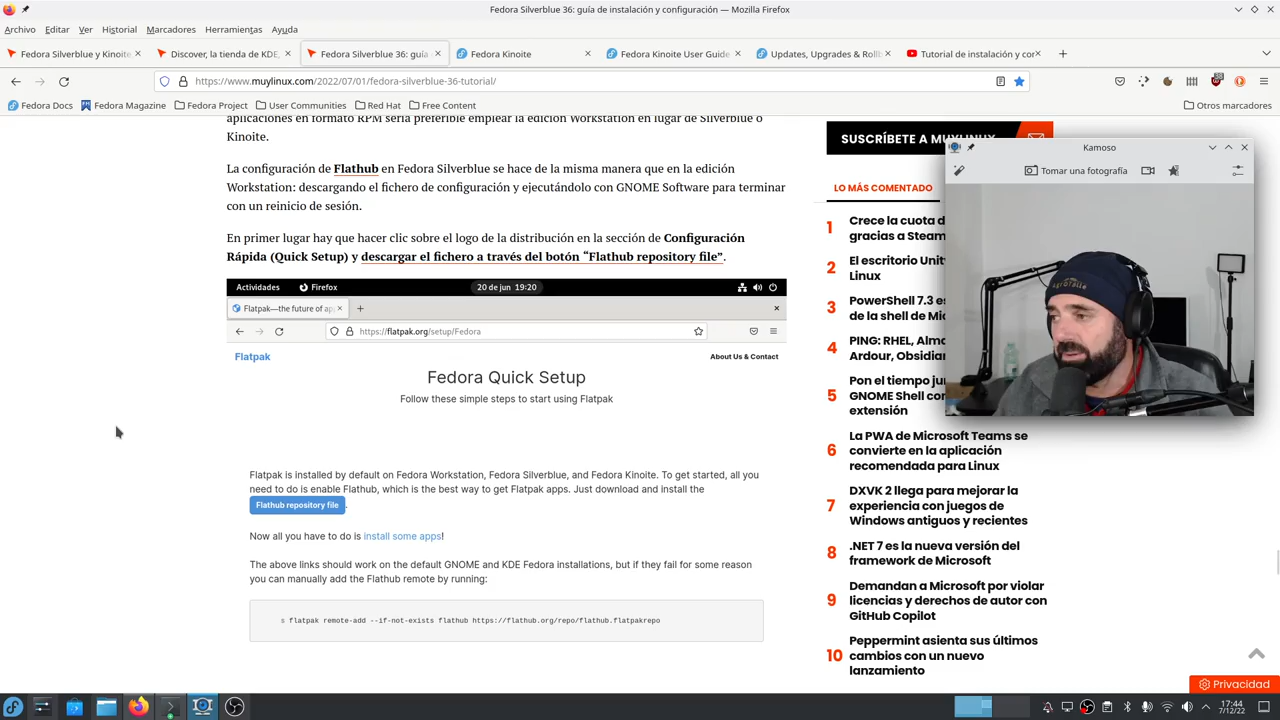 Fedora Silverblue 36: guía de instalación y configuración — Mozilla Firefox
Archivo Editar Ver Historial Marcadores Herramientas Ayuda
Fedora Silverblue y Kinoite
Discover, la tienda de KDE
Fedora Silverblue 36: guía
Fedora Kinoite
Fedora Kinoite User Guide
Updates, Upgrades & Roll
Tutorial de instalación y con
https://www.muylinux.com/2022/07/01/fedora-silverblue-36-tutorial/
Fedora Docs Fedora Magazine Fedora Project User Communities Red Hat Free Content Otros marcadores
aplicaciones en formato RPM sería preferible emplear la edición Workstation en lugar de Silverblue o
Kinoite.
La configuración de Flathub en Fedora Silverblue se hace de la misma manera que en la edición
Workstation: descargando el fichero de configuración y ejecutándolo con GNOME Software para terminar
con un reinicio de sesión.
En primer lugar hay que hacer clic sobre el logo de la distribución en la sección de Configuración
Rápida (Quick Setup) y descargar el fichero a través del botón “Flathub repository file”.
Actividades Firefox 20 de jun 19:20
Flatpak—the future of ap
https://flatpak.org/setup/Fedora
Flatpak About Us & Contact
Fedora Quick Setup
Follow these simple steps to start using Flatpak
Flatpak is installed by default on Fedora Workstation, Fedora Silverblue, and Fedora Kinoite. To get started, all you
need to do is enable Flathub, which is the best way to get Flatpak apps. Just download and install the
Flathub repository file.
Now all you have to do is install some apps!
The above links should work on the default GNOME and KDE Fedora installations, but if they fail for some reason
you can manually add the Flathub remote by running:
s flatpak remote-add --if-not-exists flathub https://flathub.org/repo/flathub.flatpakrepo
SUSCRÍBETE A MUYLINUX
LO MÁS COMENTADO
1 Crece la cuota d
gracias a Steam
2 El escritorio Unit
Linux
3 PowerShell 7.3 es
de la shell de Mi
4 PING: RHEL, Alma
Ardour, Obsidia
5 Pon el tiempo ju
GNOME Shell con
extensión
6 La PWA de Microsoft Teams se
convierte en la aplicación
recomendada para Linux
7 DXVK 2 llega para mejorar la
experiencia con juegos de
Windows antiguos y recientes
8 .NET 7 es la nueva versión del
framework de Microsoft
9 Demandan a Microsoft por violar
licencias y derechos de autor con
GitHub Copilot
10 Peppermint asienta sus últimos
cambios con un nuevo
lanzamiento
Kamoso
Tomar una fotografía
Privacidad
17:44
7/12/22